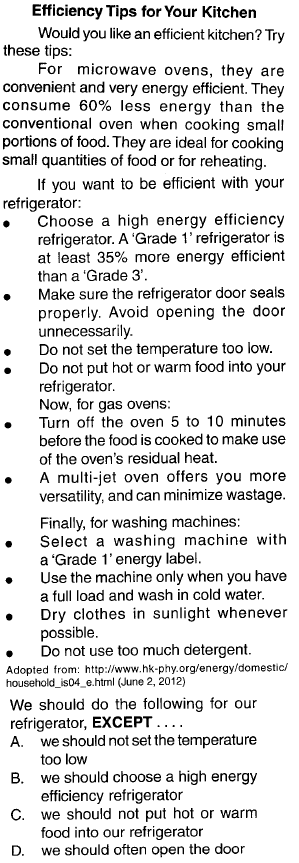 Efficiency Tips for Your Kitchen
Would you like an efficient kitchen? Try
these tips:
For microwave ovens, they are
convenient and very energy efficient. They
consume 60% less energy than the
conventional oven when cooking small
portions of food. They are ideal for cooking
small quantities of food or for reheating.
If you want to be efficient with your
refrigerator:
• Choose a high energy efficiency
refrigerator. A 'Grade 1' refrigerator is
at least 35% more energy efficient
than a 'Grade 3'.
• Make sure the refrigerator door seals
properly. Avoid opening the door
unnecessarily.
• Do not set the temperature too low.
• Do not put hot or warm food into your
refrigerator.
Now, for gas ovens:
• Turn off the oven 5 to 10 minutes
before the food is cooked to make use
of the oven's residual heat.
• A multi-jet oven offers you more
versatility, and can minimize wastage.
Finally, for washing machines:
• Select a washing machine with
a 'Grade 1' energy label.
• Use the machine only when you have
a full load and wash in cold water.
• Dry clothes in sunlight whenever
possible.
• Do not use too much detergent.
Adopted from: http://www.hk-phy.org/energy/domestic/
household_is04_e.html (June 2, 2012)
We should do the following for our
refrigerator, EXCEPT ....
A. we should not set the temperature
too low
B. we should choose a high energy
efficiency refrigerator
C. we should not put hot or warm
food into our refrigerator
D. we should often open the door